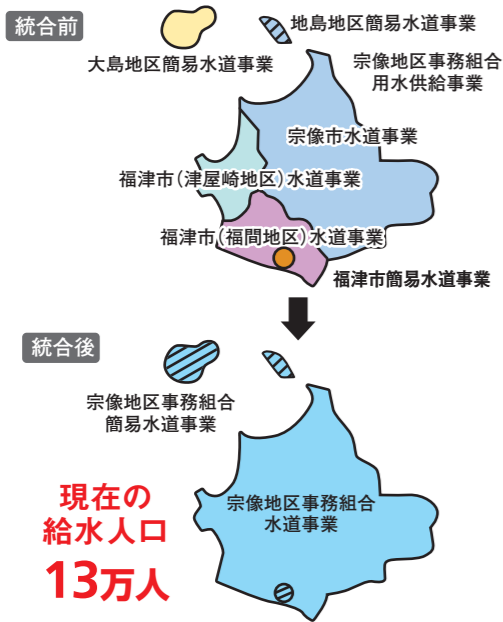 統合前
地島地区簡易水道事業
大島地区簡易水道事業
宗像地区事務組合
用水供給事業
宗像市水道事業
福津市(津屋崎地区)水道事業
福津市(福間地区)水道事業
福津市簡易水道事業
統合後
宗像地区事務組合
簡易水道事業
現在の
給水人口
13万人
宗像地区事務組合
水道事業